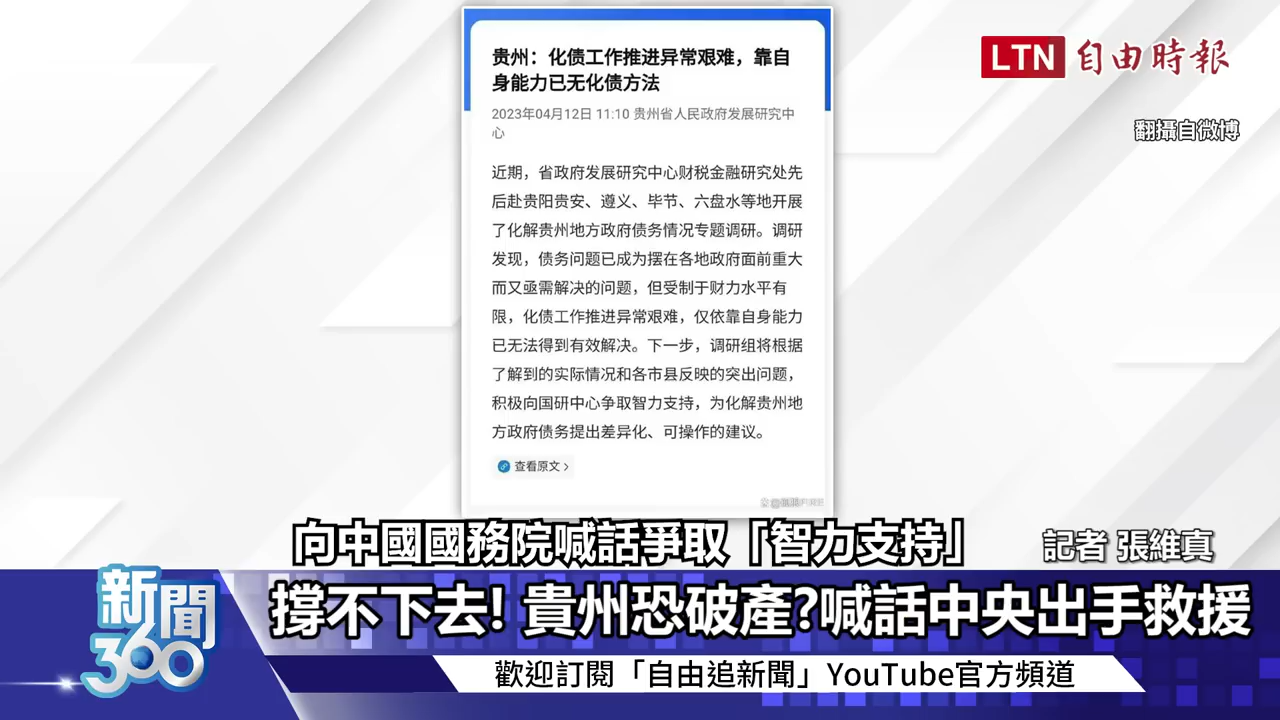 贵州：化债工作推进异常艰难，靠自
身能力已无化债方法
2023年04月12日 11:10 贵州省人民政府发展研究中
心
近期，省政府发展研究中心财税金融研究处先
后赴贵阳贵安、遵义、毕节、六盘水等地开展
了化解贵州地方政府债务情况专题调研。调研
发现，债务问题已成为摆在各地政府面前重大
而又亟需解决的问题，但受制于财力水平有
限，化债工作推进异常艰难，仅依靠自身能力
已无法得到有效解决。下一步，调研组将根据
了解到的实际情况和各市县反映的突出问题，
积极向国研中心争取智力支持，为化解贵州地
方政府债务提出差异化、可操作的建议。
查看原文
LTN 自由時報
翻攝自微博
向中國國務院喊話爭取「智力支持」
記者 張維真
新聞
360
撐不下去! 貴州恐破產?喊話中央出手救援
歡迎訂閱「自由追新聞」YouTube官方頻道